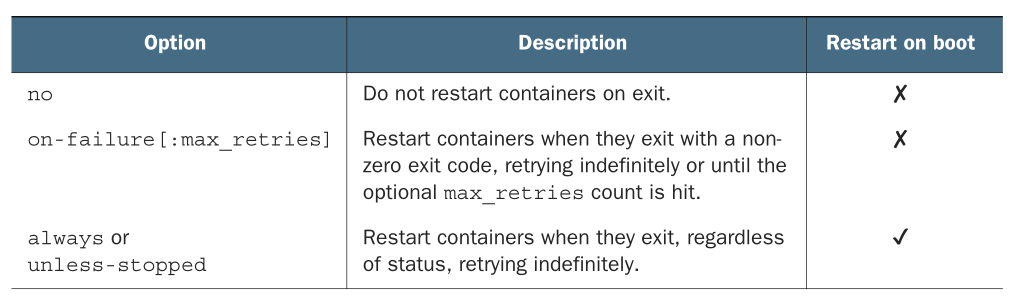 Option Description Restart on boot
no Do not restart containers on exit. ✗
on-failure[:max_retries] Restart containers when they exit with a non- ✗
zero exit code, retrying indefinitely or until the
optional max_retries count is hit.
always or Restart containers when they exit, regardless ✓
unless-stopped of status, retrying indefinitely.